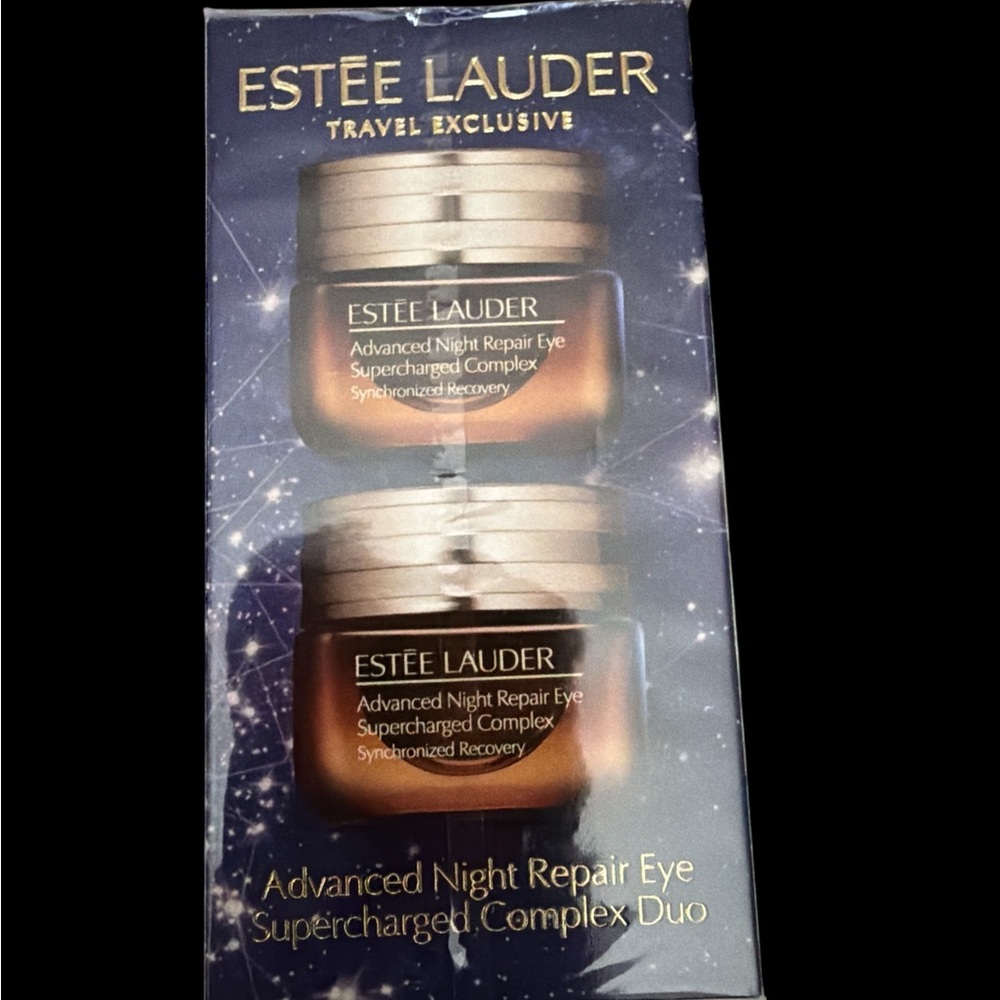 ESTĒE LAUDER
TRAVEL EXCLUSIVE
ESTĒE LAUDER
Advanced Night Repair Eye
Supercharged Complex
Synchronized Recovery
ESTĒE LAUDER
Advanced Night Repair Eye
Supercharged Complex
Synchronized Recovery
Advanced Night Repair Eye
Supercharged Complex Duo